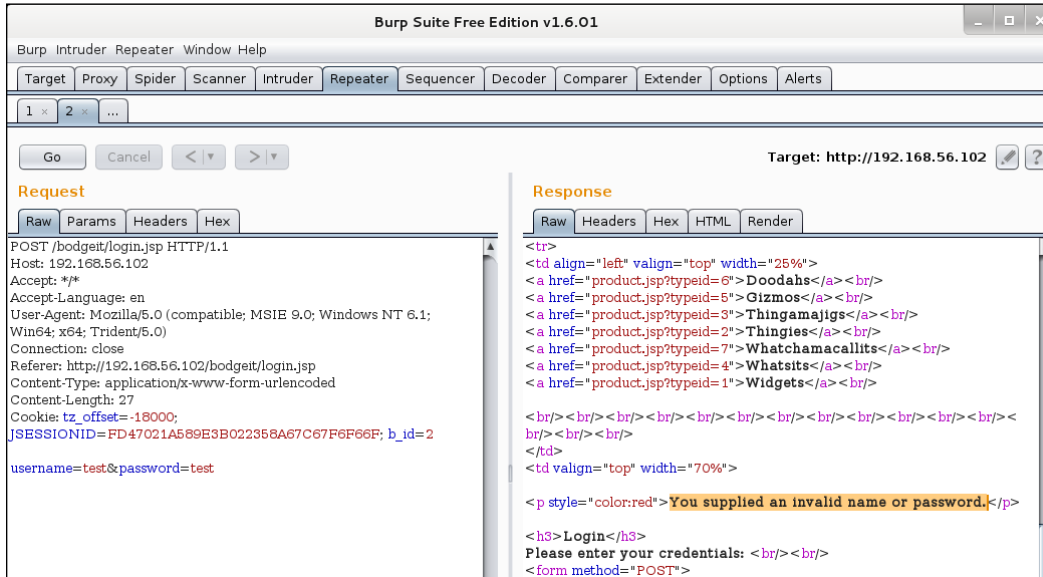 Burp Suite Free Edition v1.6.01
Burp Intruder Repeater Window Help
Target Proxy Spider Scanner Intruder Repeater Sequencer Decoder Comparer Extender Options Alerts
1 × 2 × ...
Go Cancel < | ▼ > | ▼ Target: http://192.168.56.102 ?
Request
Raw Params Headers Hex
POST /bodgeit/login.jsp HTTP/1.1
Host: 192.168.56.102
Accept: */*
Accept-Language: en
User-Agent: Mozilla/5.0 (compatible; MSIE 9.0; Windows NT 6.1;
Win64; x64; Trident/5.0)
Connection: close
Referer: http://192.168.56.102/bodgeit/login.jsp
Content-Type: application/x-www-form-urlencoded
Content-Length: 27
Cookie: tz_offset=-18000;
JSESSIONID=FD47021A589E3B022358A67C67F6F66F; b_id=2
username=test&password=test
Response
Raw Headers Hex HTML Render
<tr>
<td align="left" valign="top" width="25%">
<a href="product.jsp?typeid=6">Doodahs</a><br/>
<a href="product.jsp?typeid=5">Gizmos</a><br/>
<a href="product.jsp?typeid=3">Thingamajigs</a><br/>
<a href="product.jsp?typeid=2">Thingies</a><br/>
<a href="product.jsp?typeid=7">Whatchamacallits</a><br/>
<a href="product.jsp?typeid=4">Whatsits</a><br/>
<a href="product.jsp?typeid=1">Widgets</a><br/>
<br/><br/><br/><br/><br/><br/><br/><br/><br/><br/><br/><br/><
br/><br/><br/>
</td>
<td valign="top" width="70%">
<p style="color:red">You supplied an invalid name or password.</p>
<h3>Login</h3>
Please enter your credentials: <br/><br/>
<form method="POST">